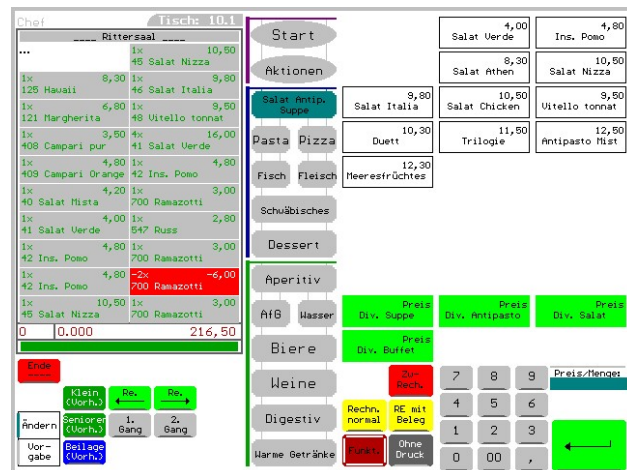 Chef Tisch: 10.1
____ Rittersaal ____
...
1x 10,50
45 Salat Nizza
1x 8,30
125 Hawaii
1x 9,80
46 Salat Italia
1x 6,80
121 Margherita
1x 9,50
48 Vitello tonnat
1x 3,50
408 Campari pur
4x 16,00
41 Salat Verde
1x 4,80
409 Campari Orange
1x 4,80
42 Ins. Pomo
1x 4,20
40 Salat Mista
1x 3,00
700 Ramazotti
1x 4,00
41 Salat Verde
1x 2,80
547 Russ
1x 4,80
42 Ins. Pomo
1x 3,00
700 Ramazotti
1x 4,80
42 Ins. Pomo
-2x -6,00
700 Ramazotti
1x 10,50
45 Salat Nizza
1x 3,00
700 Ramazotti
0 0.000 216,50
Ende
----
Klein
(Vorh.)
Re.
Re.
Ändern
Senioren
(Vorh.)
1.
Gang
2.
Gang
Vor-
gabe
Beilage
(Vorh.)
Start
Aktionen
Salat Antip.
Suppe
Pasta
Pizza
Fisch
Fleisch
Schwäbisches
Dessert
Aperitiv
AfG
Wasser
Biere
Weine
Digestiv
Warme Getränke
4,00
Salat Verde
4,80
Ins. Pomo
8,30
Salat Athen
10,50
Salat Nizza
9,80
Salat Italia
10,50
Salat Chicken
9,50
Vitello tonnat
10,30
Duett
11,50
Trilogie
12,50
Antipasto Mist
12,30
Meeresfrüchtes
Preis
Div. Suppe
Preis
Div. Antipasto
Preis
Div. Salat
Preis
Div. Buffet
Zu-
Rech.
Rechn.
normal
RE mit
Beleg
Funkt.
Ohne
Druck
7 8 9
4 5 6
1 2 3
0 00 ,
Preis/Menge: